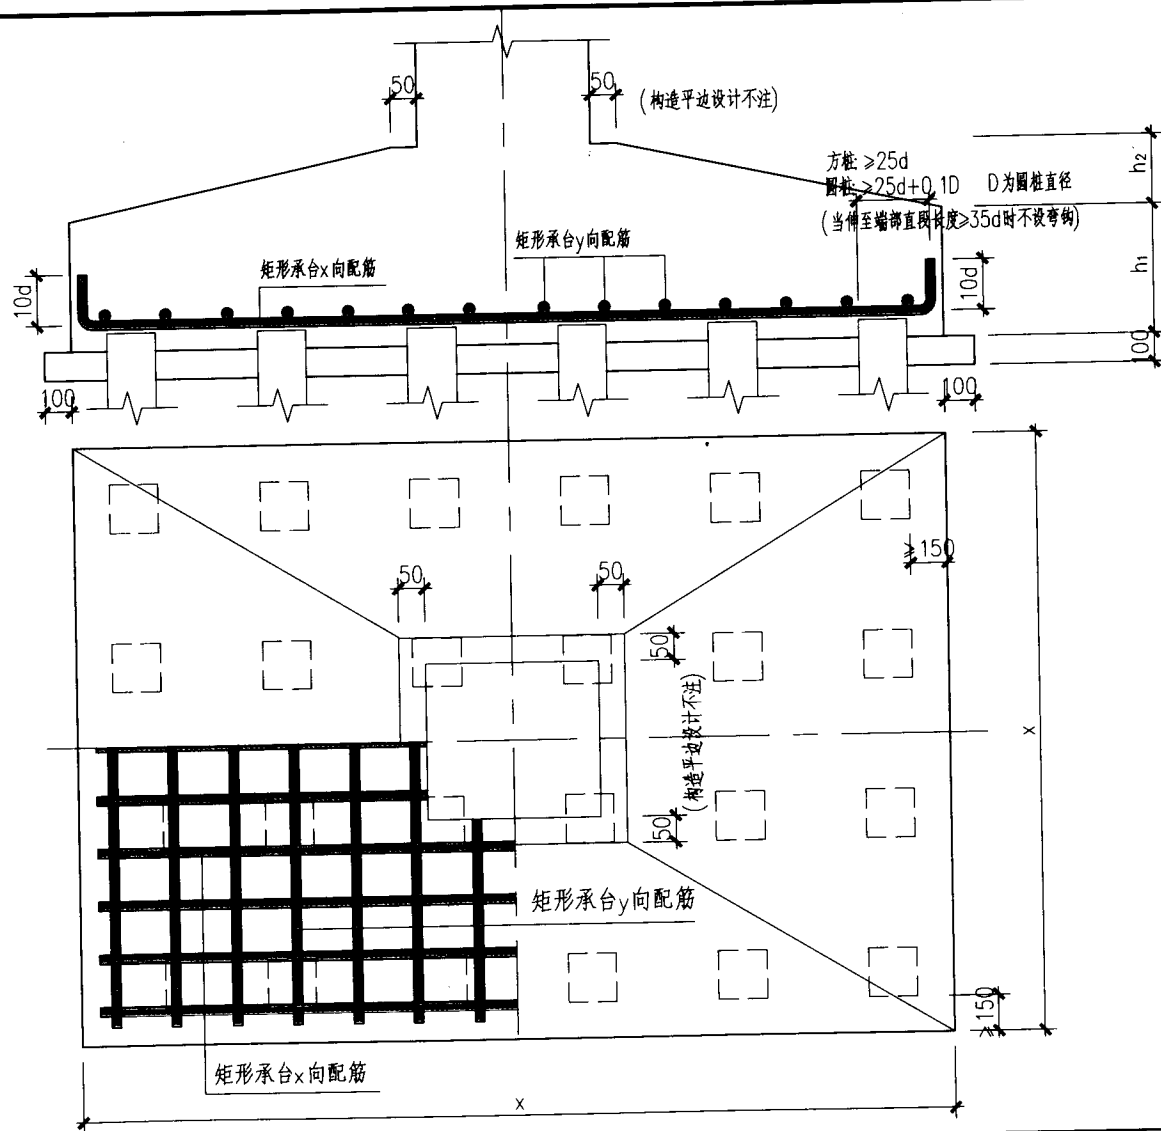 50
50
(构造平边设计不注)
h2
方桩:≥25d
圆桩:≥25d+0.1D D为圆桩直径
(当伸至端部直段长度≥35d时不设弯钩)
矩形承台y向配筋
矩形承台x向配筋
10d
10d
h1
100
100
100
≥150
50
50
50
(构造平边设计不注)
x
50
矩形承台y向配筋
≥150
矩形承台x向配筋
x